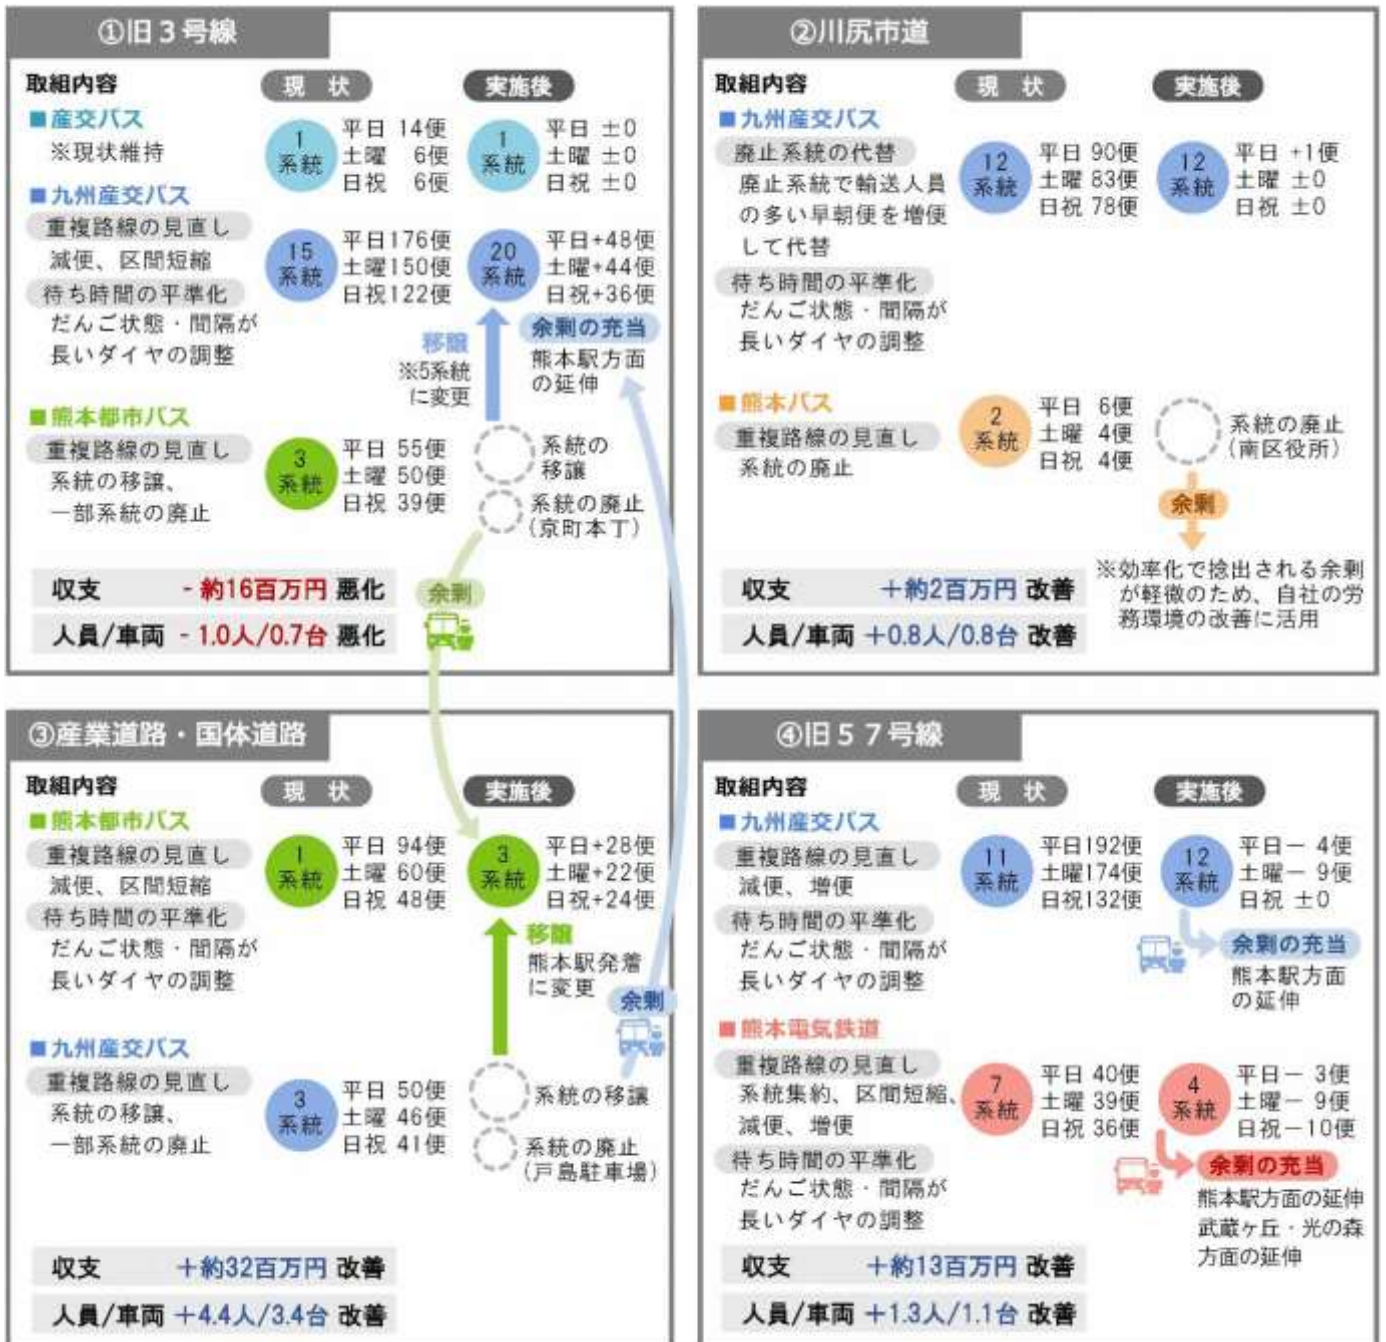 ①旧３号線
取組内容
現 状
実施後
■産交バス
※現状維持
1
系統
平日 14便
土曜 6便
日祝 6便
1
系統
平日 ±0
土曜 ±0
日祝 ±0
■九州産交バス
重複路線の見直し
減便、区間短縮
待ち時間の平準化
だんご状態・間隔が
長いダイヤの調整
15
系統
平日176便
土曜150便
日祝122便
20
系統
平日+48便
土曜+44便
日祝+36便
移譲
※5系統
に変更
余剰の充当
熊本駅方面
の延伸
■熊本都市バス
重複路線の見直し
系統の移譲、
一部系統の廃止
3
系統
平日 55便
土曜 50便
日祝 39便
系統の
移譲
系統の廃止
(京町本丁)
余剰
収支 - 約16百万円 悪化
人員/車両 - 1.0人/0.7台 悪化
②川尻市道
取組内容
現 状
実施後
■九州産交バス
廃止系統の代替
廃止系統で輸送人員
の多い早朝便を増便
して代替
待ち時間の平準化
だんご状態・間隔が
長いダイヤの調整
12
系統
平日 90便
土曜 83便
日祝 78便
12
系統
平日 +1便
土曜 ±0
日祝 ±0
■熊本バス
重複路線の見直し
系統の廃止
2
系統
平日 6便
土曜 4便
日祝 4便
系統の廃止
(南区役所)
余剰
※効率化で捻出される余剰
が軽微のため、自社の労
務環境の改善に活用
収支 +約2百万円 改善
人員/車両 +0.8人/0.8台 改善
③産業道路・国体道路
取組内容
現 状
実施後
■熊本都市バス
重複路線の見直し
減便、区間短縮
待ち時間の平準化
だんご状態・間隔が
長いダイヤの調整
1
系統
平日 94便
土曜 60便
日祝 48便
3
系統
平日+28便
土曜+22便
日祝+24便
移譲
熊本駅発着
に変更
余剰
■九州産交バス
重複路線の見直し
系統の移譲、
一部系統の廃止
3
系統
平日 50便
土曜 46便
日祝 41便
系統の移譲
系統の廃止
(戸島駐車場)
収支 +約32百万円 改善
人員/車両 +4.4人/3.4台 改善
④旧５７号線
取組内容
現 状
実施後
■九州産交バス
重複路線の見直し
減便、増便
待ち時間の平準化
だんご状態・間隔が
長いダイヤの調整
11
系統
平日192便
土曜174便
日祝132便
12
系統
平日－ 4便
土曜－ 9便
日祝 ±0
余剰の充当
熊本駅方面
の延伸
■熊本電気鉄道
重複路線の見直し
系統集約、区間短縮、
減便、増便
待ち時間の平準化
だんご状態・間隔が
長いダイヤの調整
7
系統
平日 40便
土曜 39便
日祝 36便
4
系統
平日－ 3便
土曜－ 9便
日祝－10便
余剰の充当
熊本駅方面の延伸
武蔵ヶ丘・光の森
方面の延伸
収支 +約13百万円 改善
人員/車両 +1.3人/1.1台 改善